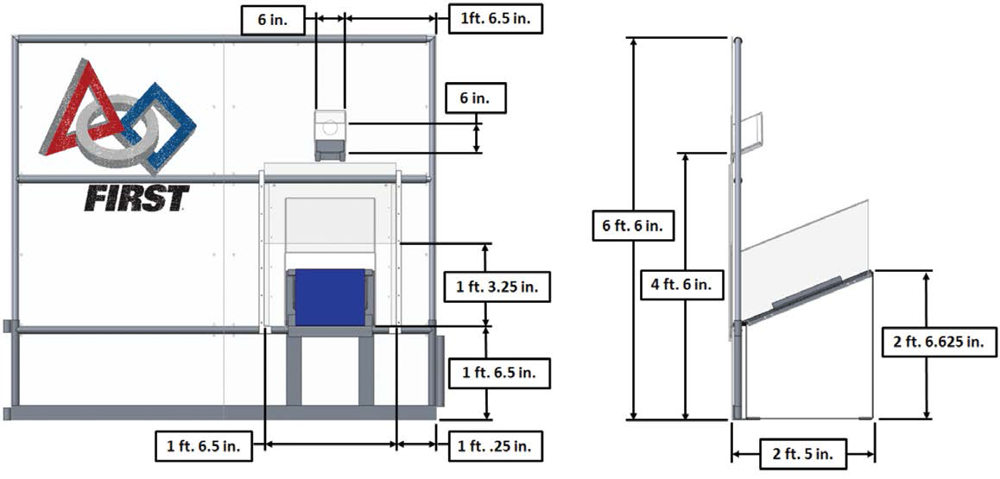 6 in.
1ft. 6.5 in.
6 in.
FIRST
1 ft. 3.25 in.
1 ft. 6.5 in.
1 ft. 6.5 in.
1 ft. .25 in.
6 ft. 6 in.
4 ft. 6 in.
2 ft. 6.625 in.
2 ft. 5 in.